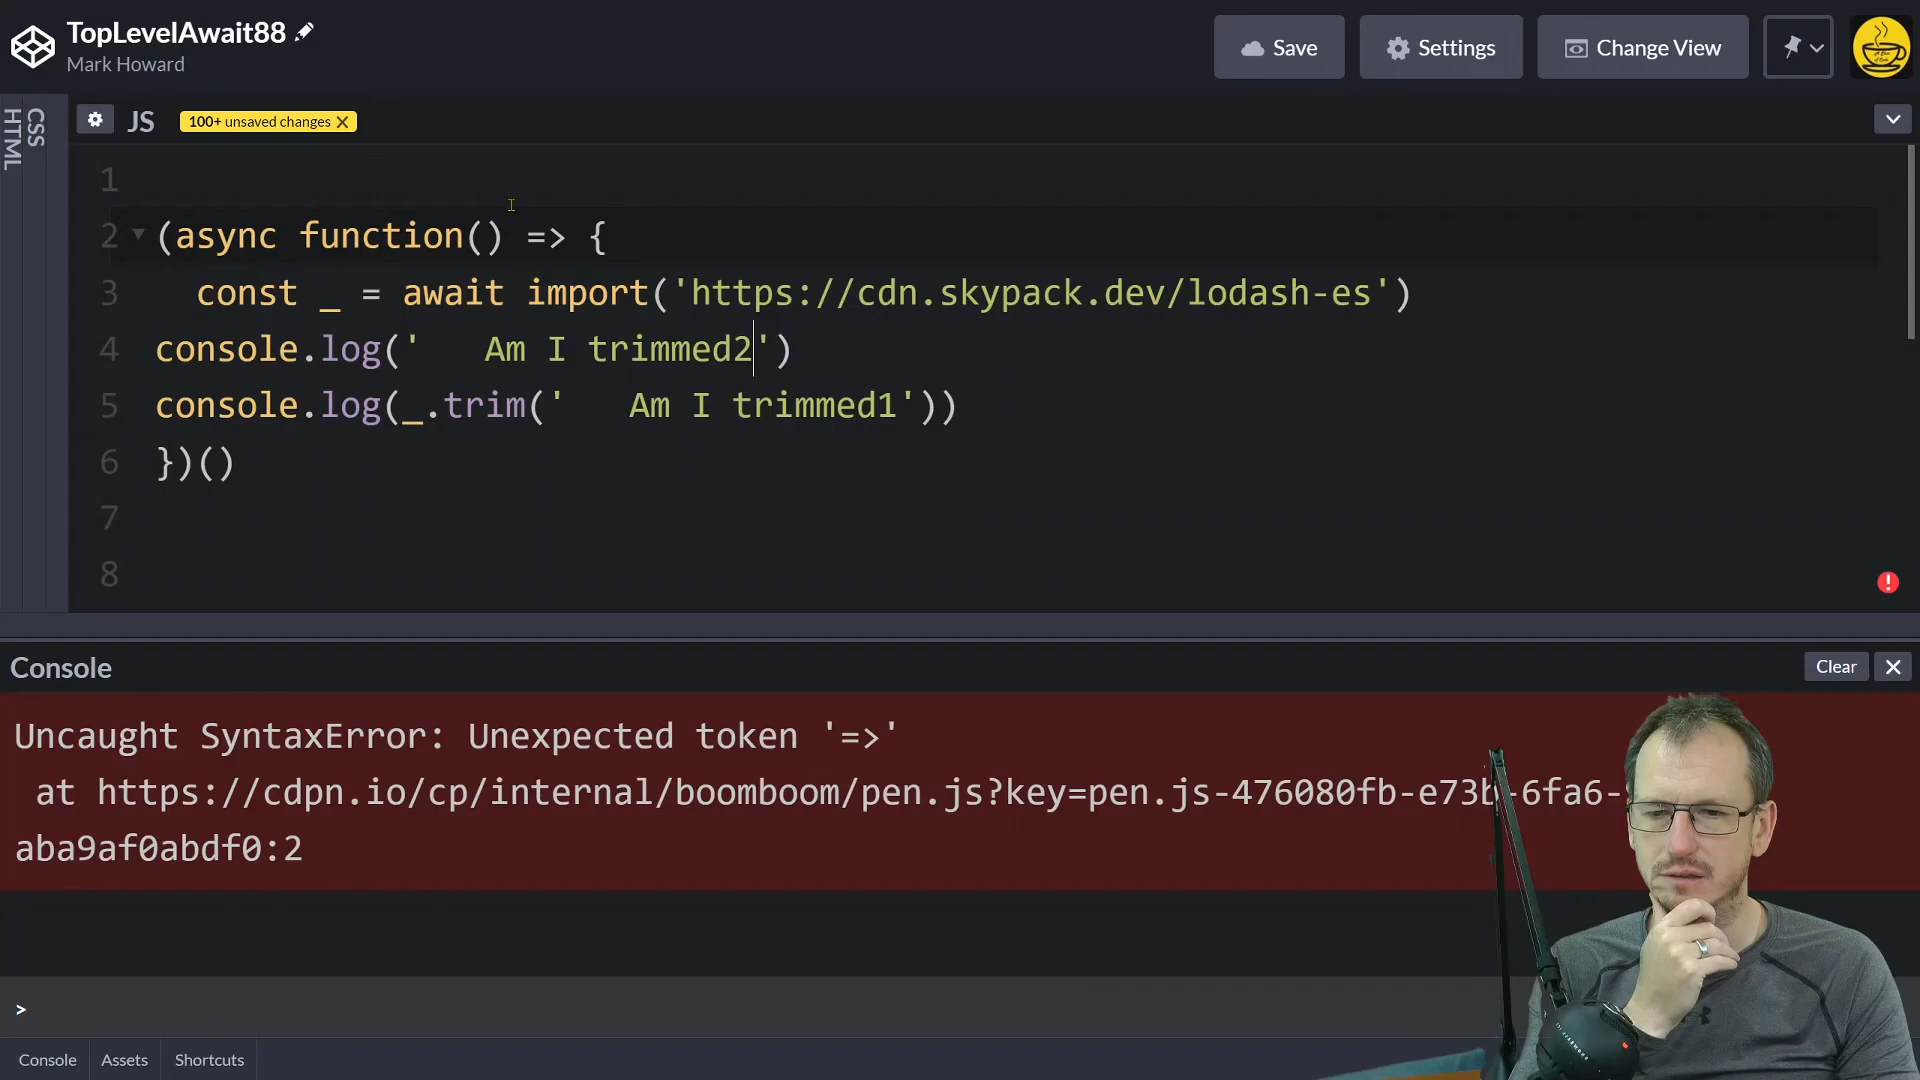 TopLevelAwait88
Mark Howard
Save
Settings
Change View
HTML
CSS
JS
100+ unsaved changes
1
2 (async function() => {
3 const _ = await import('https://cdn.skypack.dev/lodash-es')
4 console.log('   Am I trimmed2')
5 console.log(_.trim('   Am I trimmed1'))
6 })()
7
8
Console
Clear
Uncaught SyntaxError: Unexpected token '=>'
at https://cdpn.io/cp/internal/boomboom/pen.js?key=pen.js-476080fb-e73b-6fa6-
aba9af0abdf0:2
>
Console
Assets
Shortcuts